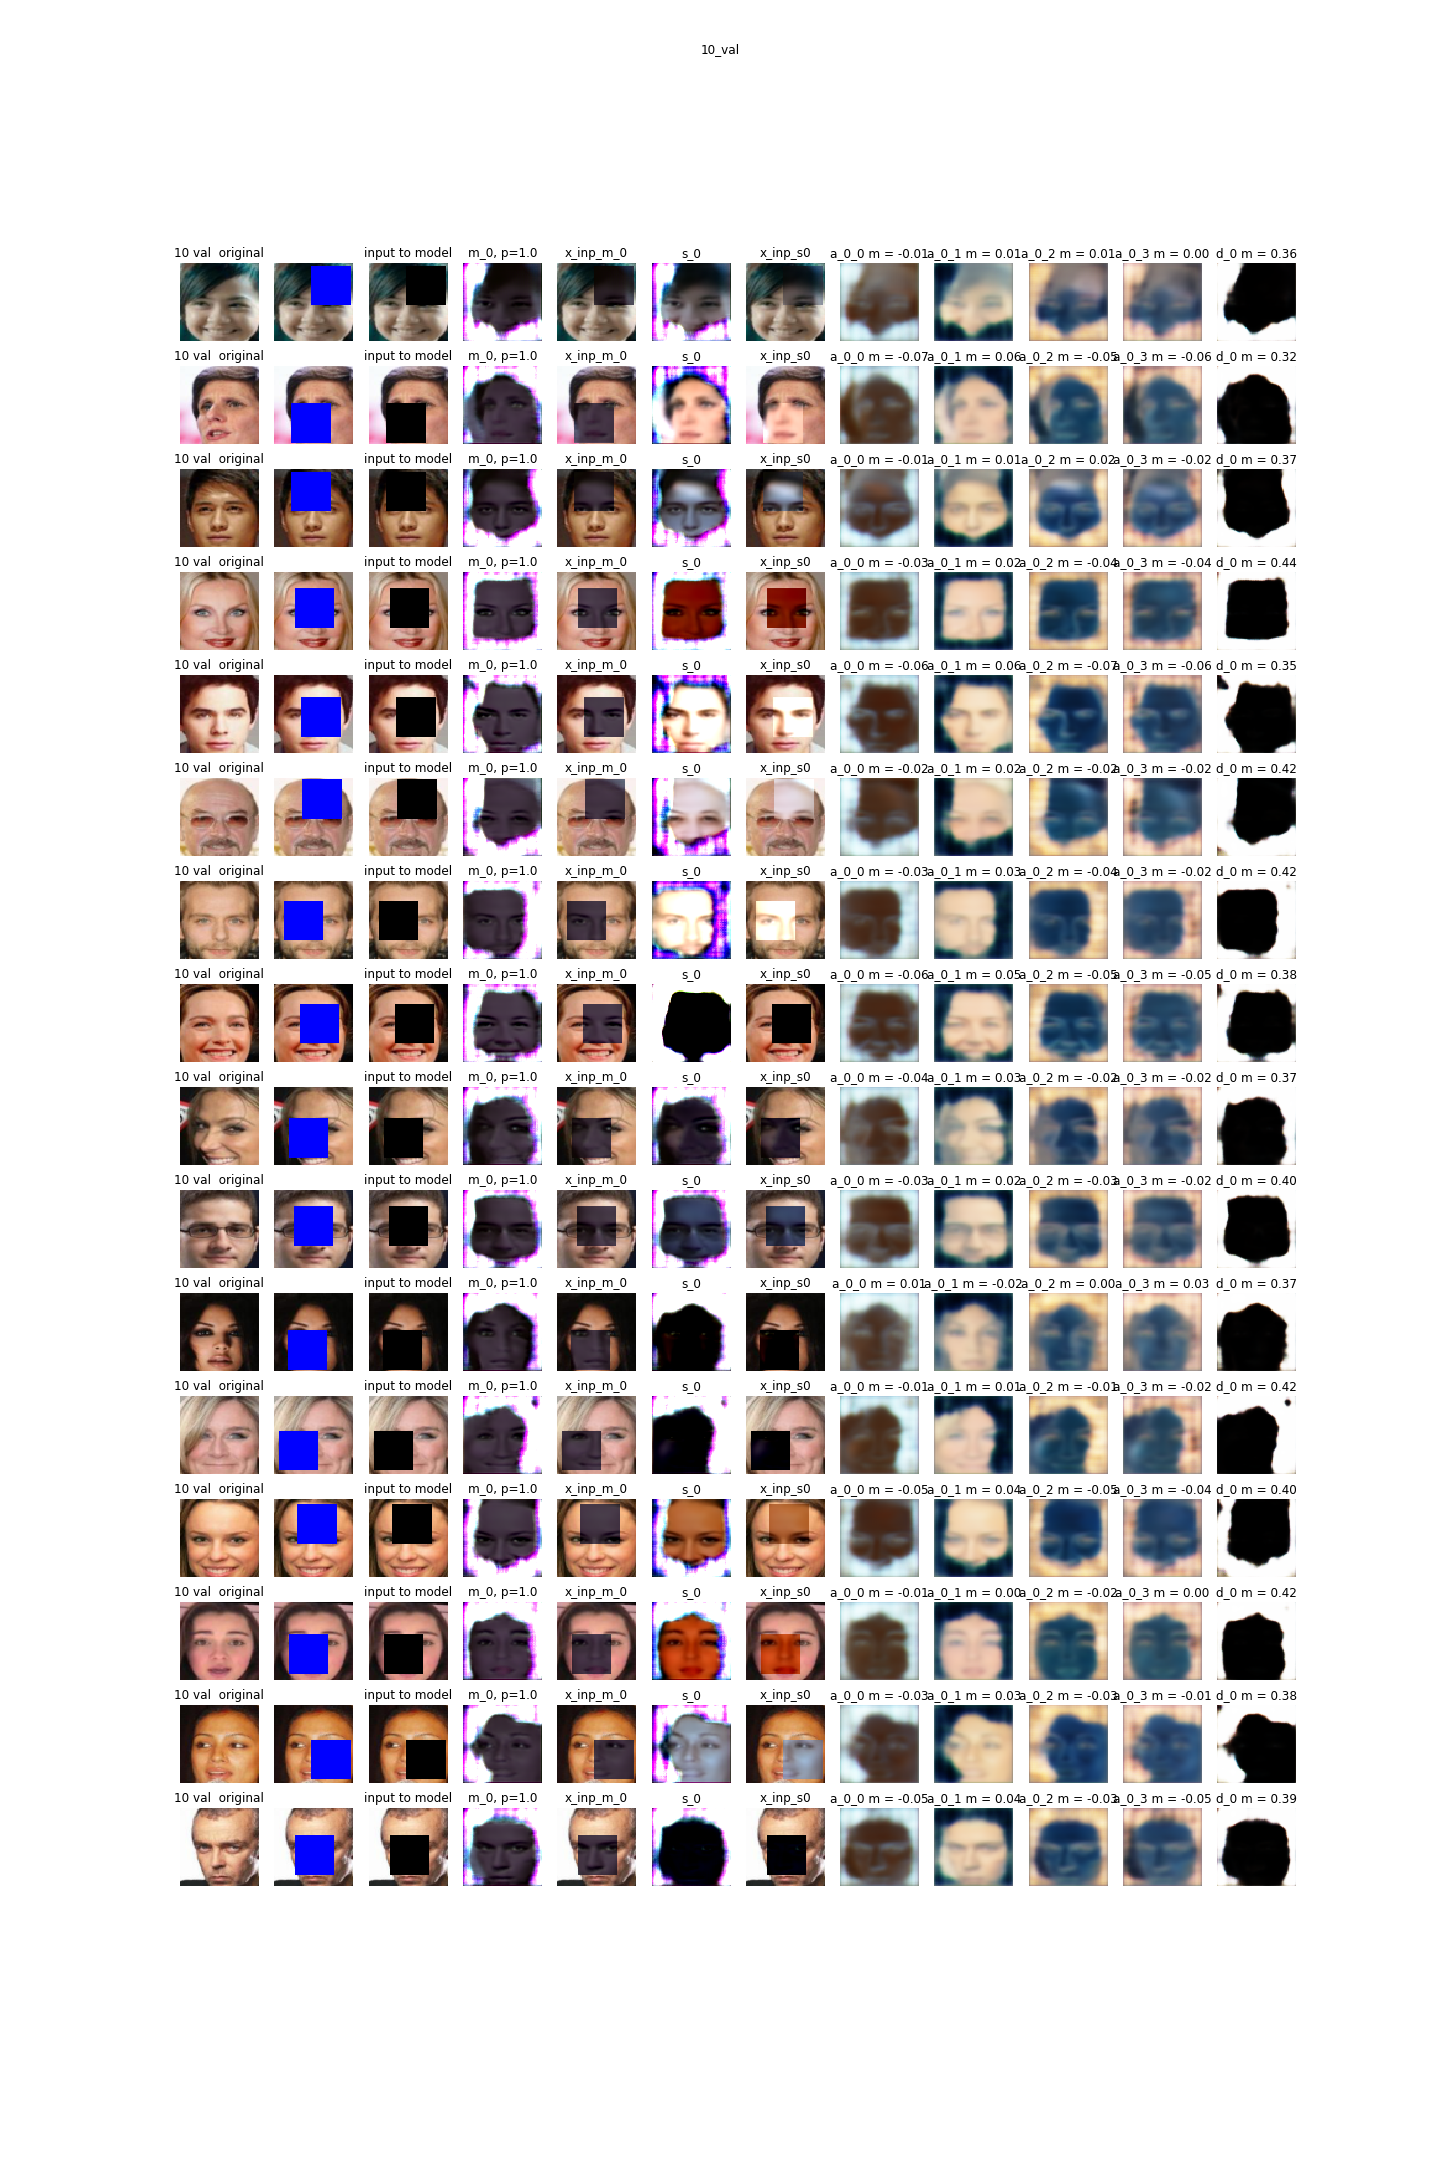 10_val
10 val  original input to model m_0, p=1.0 x_inp_m_0 s_0 x_inp_s0 a_0_0 m = -0.01 a_0_1 m = 0.01 a_0_2 m = 0.01 a_0_3 m = 0.00 d_0 m = 0.36
10 val  original input to model m_0, p=1.0 x_inp_m_0 s_0 x_inp_s0 a_0_0 m = -0.07 a_0_1 m = 0.06 a_0_2 m = -0.05 a_0_3 m = -0.06 d_0 m = 0.32
10 val  original input to model m_0, p=1.0 x_inp_m_0 s_0 x_inp_s0 a_0_0 m = -0.01 a_0_1 m = 0.01 a_0_2 m = 0.02 a_0_3 m = -0.02 d_0 m = 0.37
10 val  original input to model m_0, p=1.0 x_inp_m_0 s_0 x_inp_s0 a_0_0 m = -0.03 a_0_1 m = 0.02 a_0_2 m = -0.04 a_0_3 m = -0.04 d_0 m = 0.44
10 val  original input to model m_0, p=1.0 x_inp_m_0 s_0 x_inp_s0 a_0_0 m = -0.06 a_0_1 m = 0.06 a_0_2 m = -0.07 a_0_3 m = -0.06 d_0 m = 0.35
10 val  original input to model m_0, p=1.0 x_inp_m_0 s_0 x_inp_s0 a_0_0 m = -0.02 a_0_1 m = 0.02 a_0_2 m = -0.02 a_0_3 m = -0.02 d_0 m = 0.42
10 val  original input to model m_0, p=1.0 x_inp_m_0 s_0 x_inp_s0 a_0_0 m = -0.03 a_0_1 m = 0.03 a_0_2 m = -0.04 a_0_3 m = -0.02 d_0 m = 0.42
10 val  original input to model m_0, p=1.0 x_inp_m_0 s_0 x_inp_s0 a_0_0 m = -0.06 a_0_1 m = 0.05 a_0_2 m = -0.05 a_0_3 m = -0.05 d_0 m = 0.38
10 val  original input to model m_0, p=1.0 x_inp_m_0 s_0 x_inp_s0 a_0_0 m = -0.04 a_0_1 m = 0.03 a_0_2 m = -0.02 a_0_3 m = -0.02 d_0 m = 0.37
10 val  original input to model m_0, p=1.0 x_inp_m_0 s_0 x_inp_s0 a_0_0 m = -0.03 a_0_1 m = 0.02 a_0_2 m = -0.03 a_0_3 m = -0.02 d_0 m = 0.40
10 val  original input to model m_0, p=1.0 x_inp_m_0 s_0 x_inp_s0 a_0_0 m = 0.01 a_0_1 m = -0.02 a_0_2 m = 0.00 a_0_3 m = 0.03 d_0 m = 0.37
10 val  original input to model m_0, p=1.0 x_inp_m_0 s_0 x_inp_s0 a_0_0 m = -0.01 a_0_1 m = 0.01 a_0_2 m = -0.01 a_0_3 m = -0.02 d_0 m = 0.42
10 val  original input to model m_0, p=1.0 x_inp_m_0 s_0 x_inp_s0 a_0_0 m = -0.05 a_0_1 m = 0.04 a_0_2 m = -0.05 a_0_3 m = -0.04 d_0 m = 0.40
10 val  original input to model m_0, p=1.0 x_inp_m_0 s_0 x_inp_s0 a_0_0 m = -0.01 a_0_1 m = 0.00 a_0_2 m = -0.02 a_0_3 m = 0.00 d_0 m = 0.42
10 val  original input to model m_0, p=1.0 x_inp_m_0 s_0 x_inp_s0 a_0_0 m = -0.03 a_0_1 m = 0.03 a_0_2 m = -0.03 a_0_3 m = -0.01 d_0 m = 0.38
10 val  original input to model m_0, p=1.0 x_inp_m_0 s_0 x_inp_s0 a_0_0 m = -0.05 a_0_1 m = 0.04 a_0_2 m = -0.03 a_0_3 m = -0.05 d_0 m = 0.39